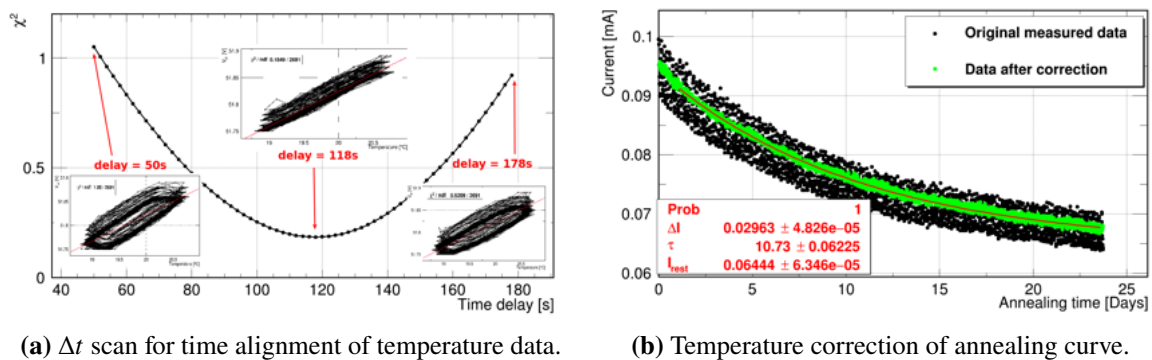 χ²
1
0.5
0
40 60 80 100 120 140 160 180
Time delay [s]
delay = 50s
delay = 118s
delay = 178s
Temperature [°C]
(a) Δt scan for time alignment of temperature data.
Current [mA]
0.1
0.09
0.08
0.07
0.06
Original measured data
Data after correction
Prob 1
ΔI 0.02963 ± 4.826e–05
τ 10.73 ± 0.06225
I_rest 0.06444 ± 6.346e–05
0 5 10 15 20 25
Annealing time [Days]
(b) Temperature correction of annealing curve.